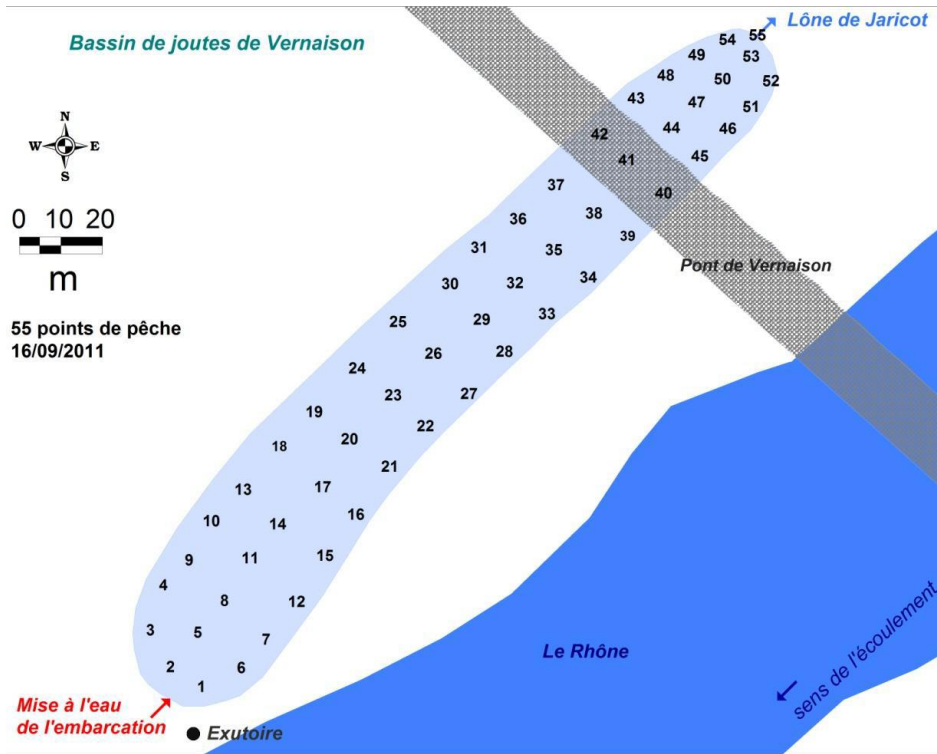 Bassin de joutes de Vernaison
Lône de Jaricot
N
W E
S
0 10 20
m
55 points de pêche
16/09/2011
54 55
49 53
48 50 52
43 47 51
42 44 46
41 45
40
37
36 38
31 35 39
30 32 34
25 29 33
24 26 28
19 23 27
18 20 22
13 17 21
10 14 16
9 11 15
4 8 12
3 5 7
2 6
1
Pont de Vernaison
Le Rhône
sens de l'écoulement
Mise à l'eau
de l'embarcation
Exutoire